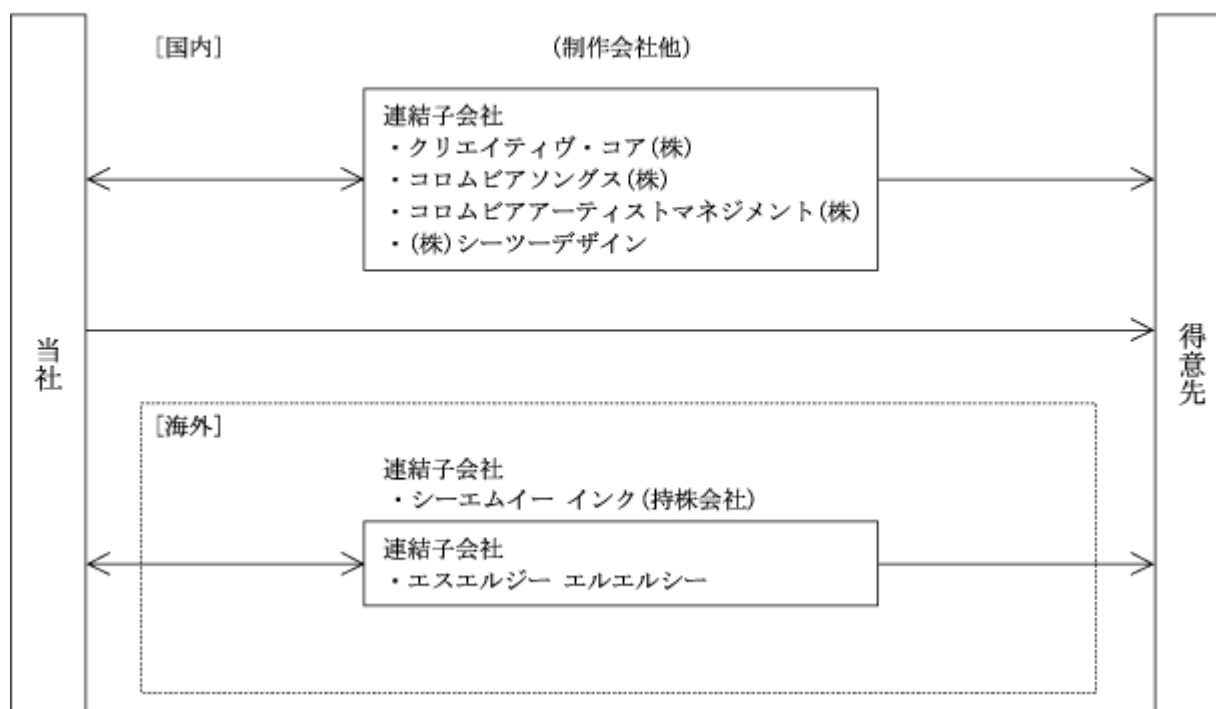 [国内]
(制作会社他)
連結子会社
・クリエイティヴ・コア(株)
・コロムビアソングス(株)
・コロムビアアーティストマネジメント(株)
・(株)シーツーデザイン
当社
得意先
[海外]
連結子会社
・シーエムイー インク(持株会社)
連結子会社
・エスエルジー エルエルシー